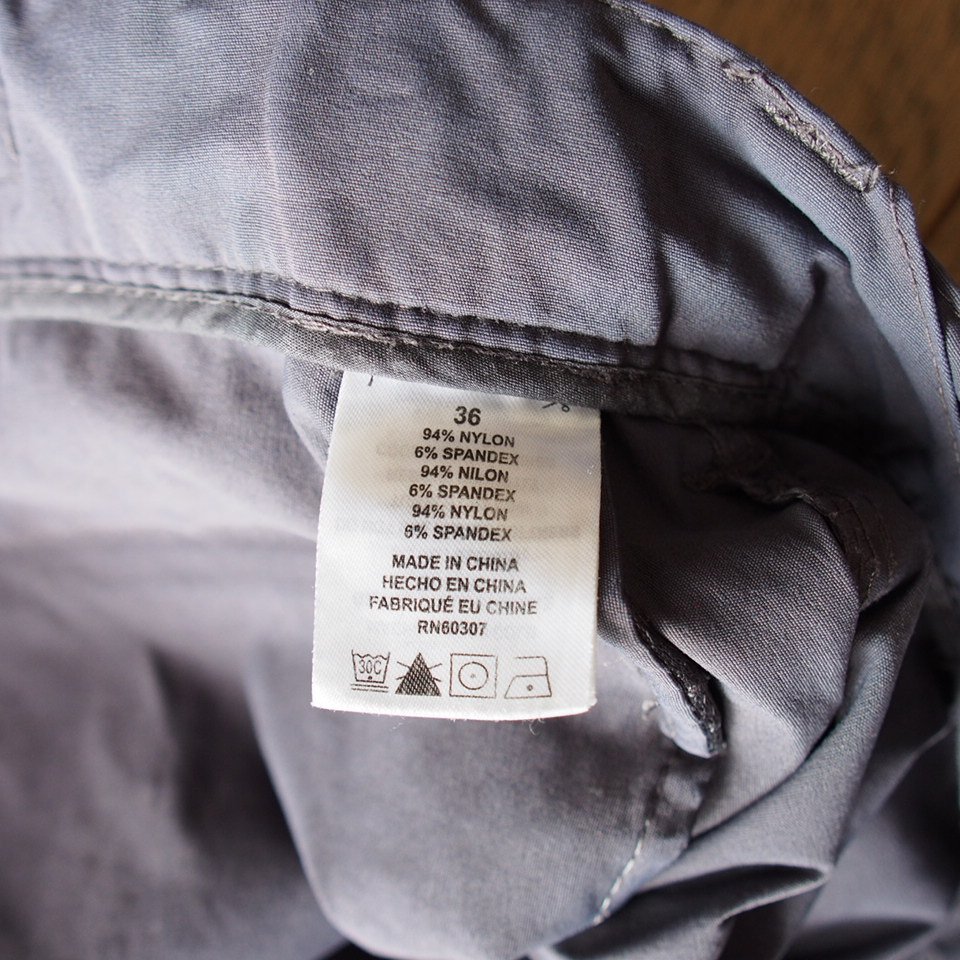 36
94% NYLON
6% SPANDEX
94% NILON
6% SPANDEX
94% NYLON
6% SPANDEX
MADE IN CHINA
HECHO EN CHINA
FABRIQUÉ EU CHINE
RN60307
30C